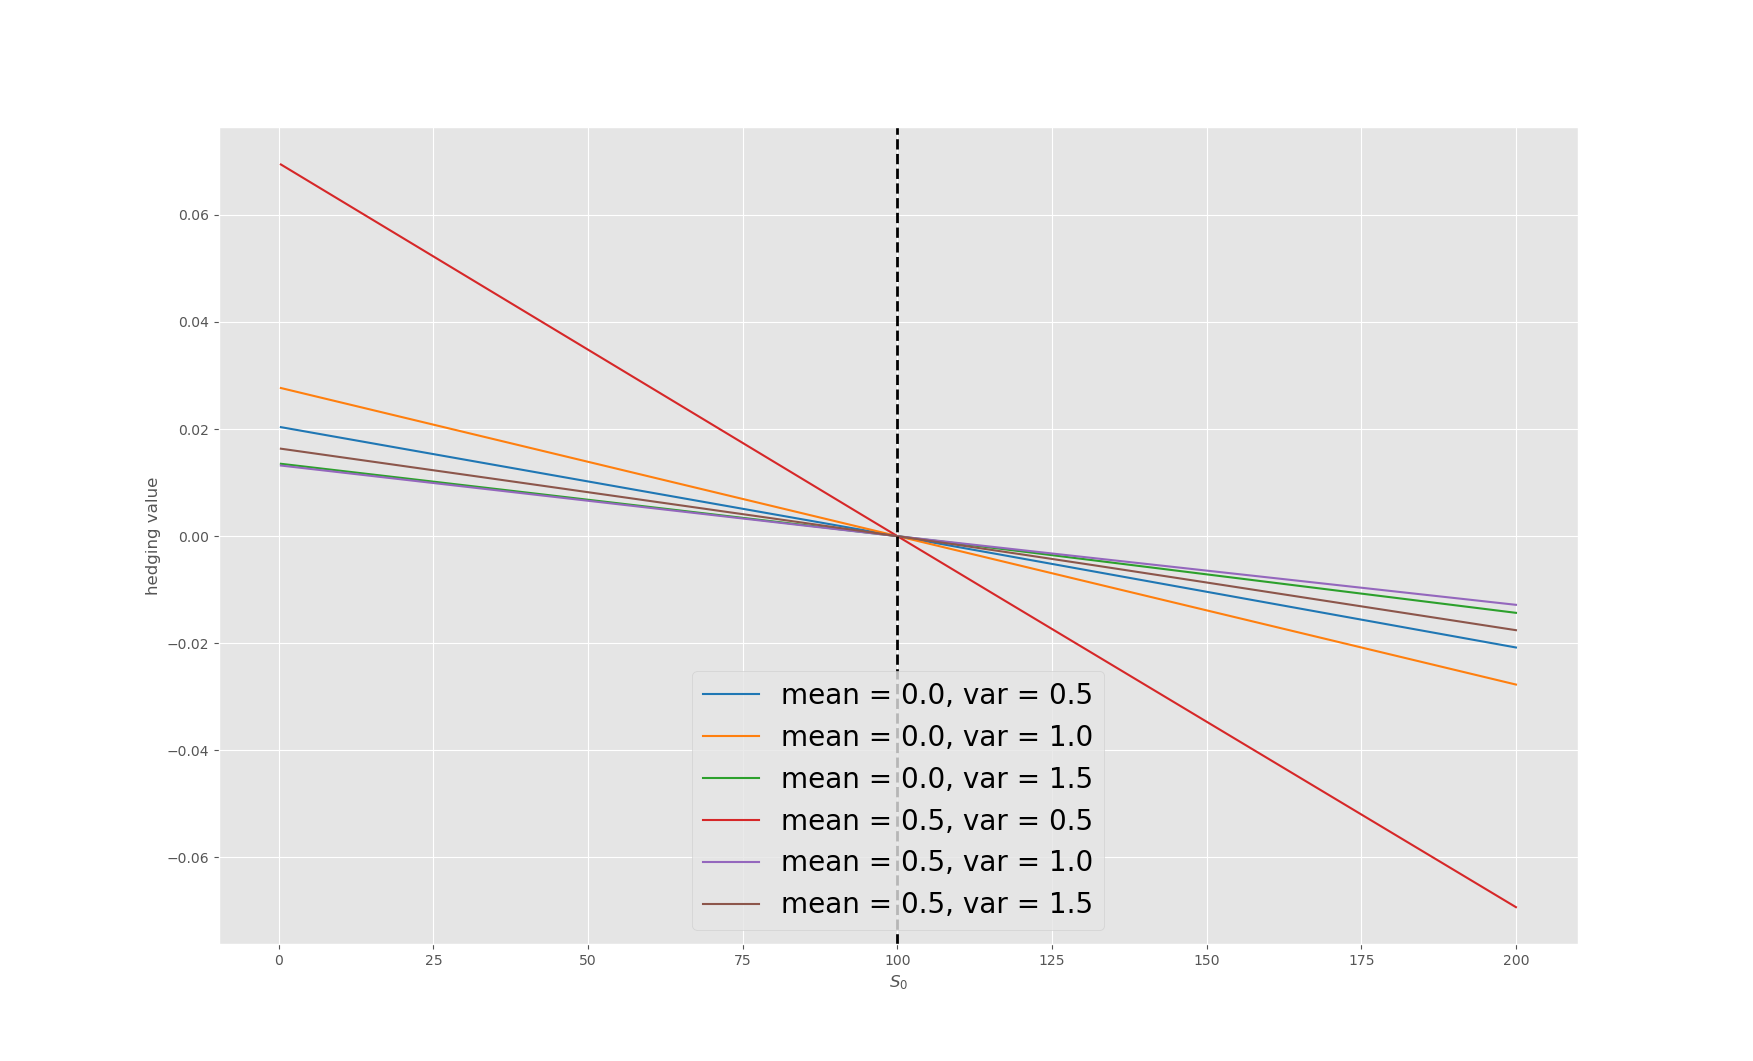 0.06
0.04
0.02
0.00
−0.02
−0.04
−0.06
hedging value
mean = 0.0, var = 0.5
mean = 0.0, var = 1.0
mean = 0.0, var = 1.5
mean = 0.5, var = 0.5
mean = 0.5, var = 1.0
mean = 0.5, var = 1.5
0 25 50 75 100 125 150 175 200
S₀